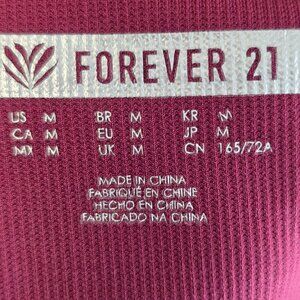 FOREVER 21
US M BR M KR M
CA M EU M JP M
MX M UK M CN 165/72A
MADE IN CHINA
FABRIQUÉ EN CHINE
HECHO EN CHINA
FABRICADO NA CHINA